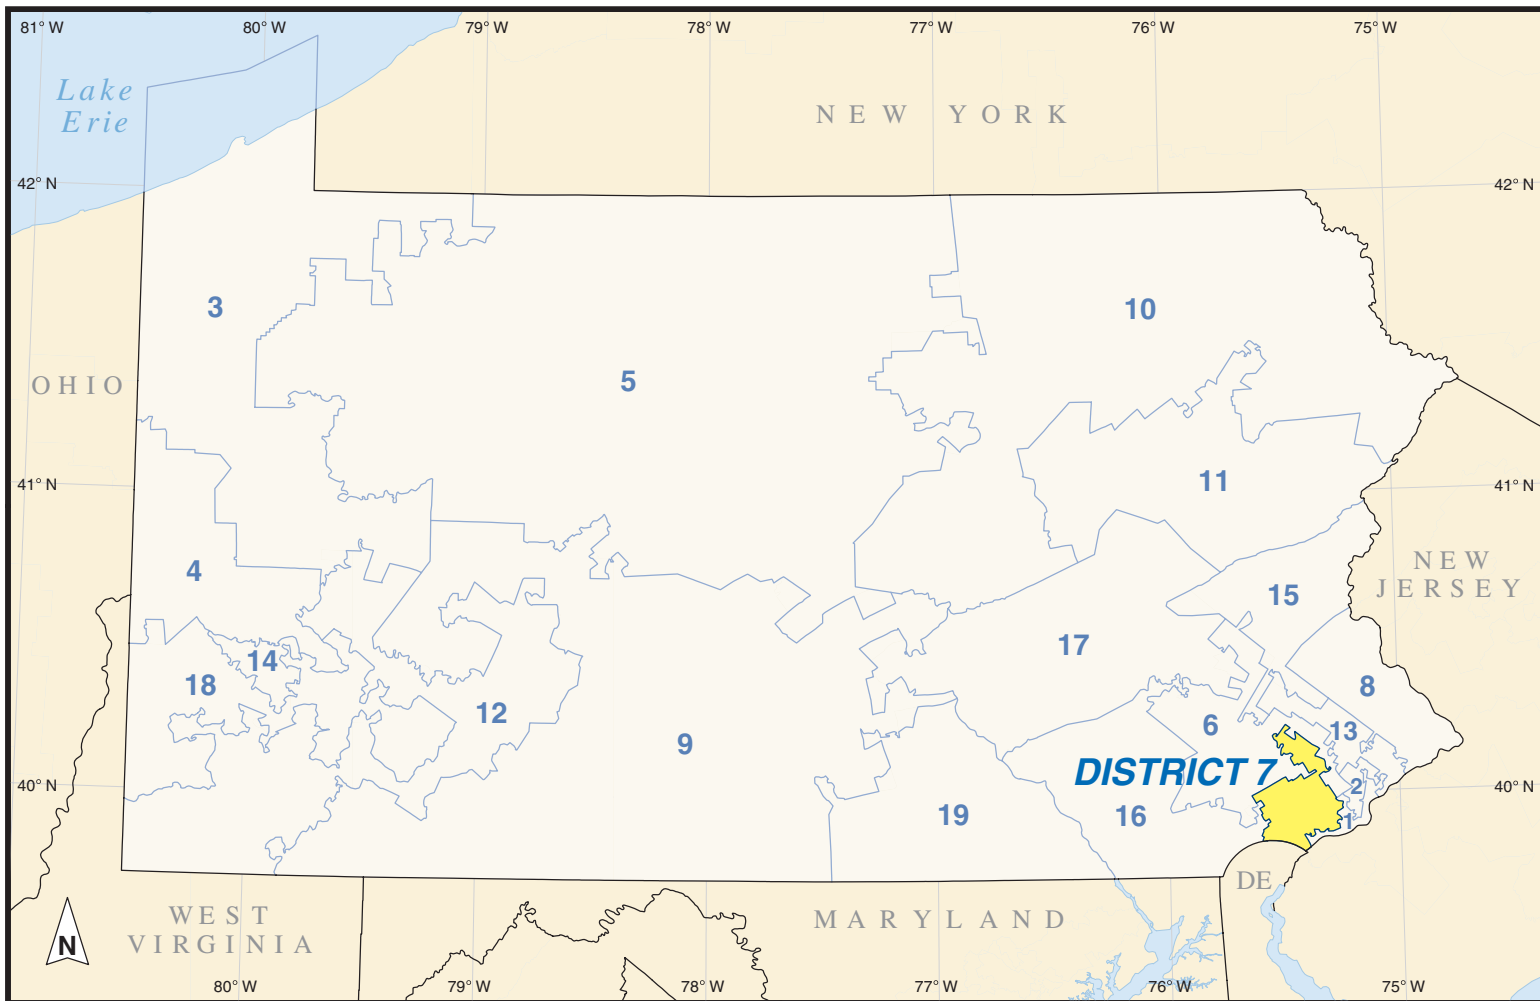 81° W 80° W 79° W 78° W 77° W 76° W 75° W
Lake
Erie
NEW YORK
42° N 42° N
3 10
OHIO 5
41° N 11 41° N
4 NEW
JERSEY
15
17
14
18 8
12 6 13
9
DISTRICT 7
40° N 2 40° N
19 16 1
DE
WEST
VIRGINIA
MARYLAND
N
80° W 79° W 78° W 77° W 76° W 75° W